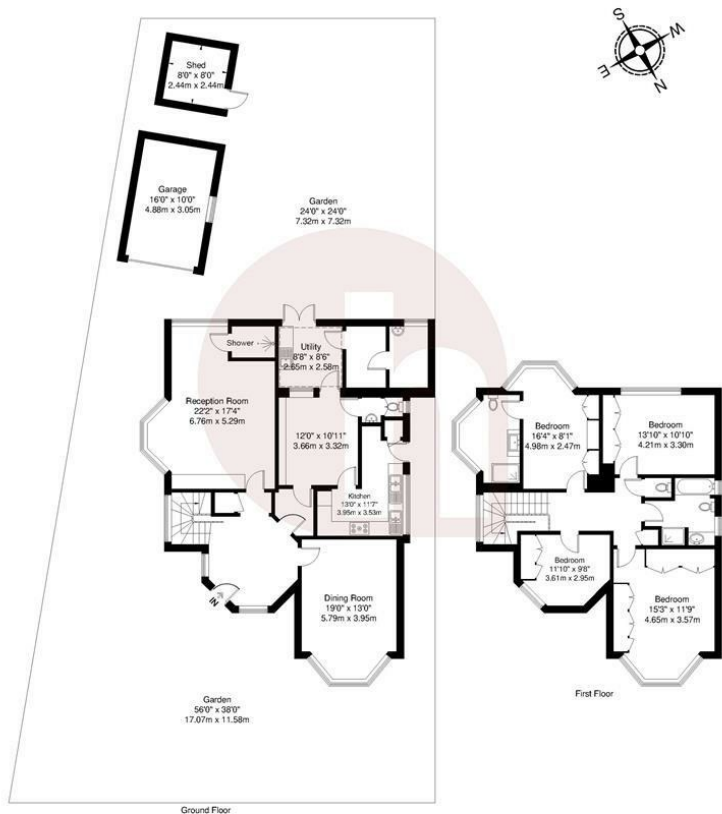 S
W
E
N
Shed
8'0" x 8'0"
2.44m x 2.44m
Garage
16'0" x 10'0"
4.88m x 3.05m
Garden
24'0" x 24'0"
7.32m x 7.32m
Shower
Utility
8'8" x 8'6"
2.65m x 2.58m
Reception Room
22'2" x 17'4"
6.76m x 5.29m
12'0" x 10'11"
3.66m x 3.32m
Kitchen
13'0" x 11'7"
3.95m x 3.53m
IN
Dining Room
19'0" x 13'0"
5.79m x 3.95m
Garden
56'0" x 38'0"
17.07m x 11.58m
Ground Floor
Bedroom
16'4" x 8'1"
4.98m x 2.47m
Bedroom
13'10" x 10'10"
4.21m x 3.30m
Bedroom
11'10" x 9'8"
3.61m x 2.95m
Bedroom
15'3" x 11'9"
4.65m x 3.57m
First Floor